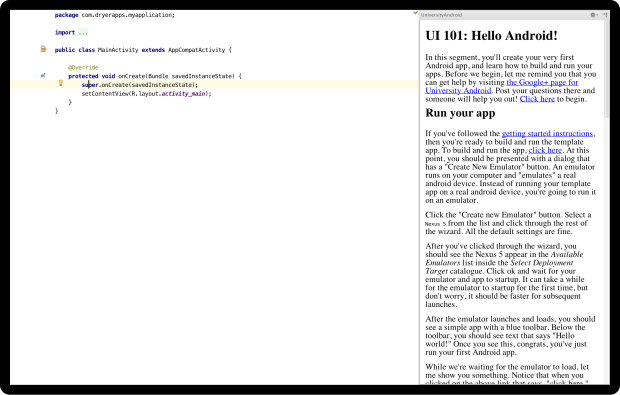 package com.dryerapps.myapplication;
import ...
public class MainActivity extends AppCompatActivity {
@Override
protected void onCreate(Bundle savedInstanceState) {
super.onCreate(savedInstanceState);
setContentView(R.layout.activity_main);
}
}
UniversityAndroid
UI 101: Hello Android!
In this segment, you'll create your very first
Android app, and learn how to build and run your
apps. Before we begin, let me remind you that you
can get help by visiting the Google+ page for
University Android. Post your questions there and
someone will help you out! Click here to begin.
Run your app
If you've followed the getting started instructions,
then you're ready to build and run the template
app. To build and run the app, click here. At this
point, you should be presented with a dialog that
has a "Create New Emulator" button. An emulator
runs on your computer and "emulates" a real
android device. Instead of running your template
app on a real android device, you're going to run it
on an emulator.
Click the "Create new Emulator" button. Select a
Nexus 5 from the list and click through the rest of
the wizard. All the default settings are fine.
After you've clicked through the wizard, you
should see the Nexus 5 appear in the Available
Emulators list inside the Select Deployment
Target catalogue. Click ok and wait for your
emulator and app to startup. It can take a while
for the emulator to startup for the first time, but
don't worry, it should be faster for subsequent
launches.
After the emulator launches and loads, you should
see a simple app with a blue toolbar. Below the
toolbar, you should see text that says "Hello
world!" Once you see this, congrats, you've just
run your first Android app.
While we're waiting for the emulator to load, let
me show you something. Notice that when you
clicked on the above link that says, "click here,"